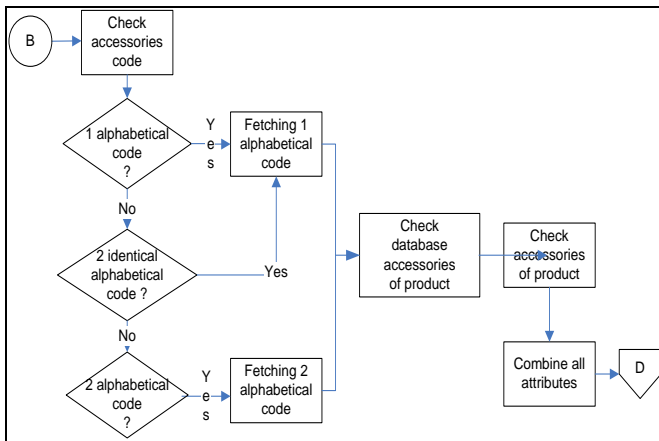 B
Check
accessories
code
1 alphabetical
code
?
Y
e
s
Fetching 1
alphabetical
code
No
2 identical
alphabetical
code ?
Yes
Check
database
accessories
of product
Check
accessories
of product
No
2 alphabetical
code
?
Y
e
s
Fetching 2
alphabetical
code
Combine all
attributes
D